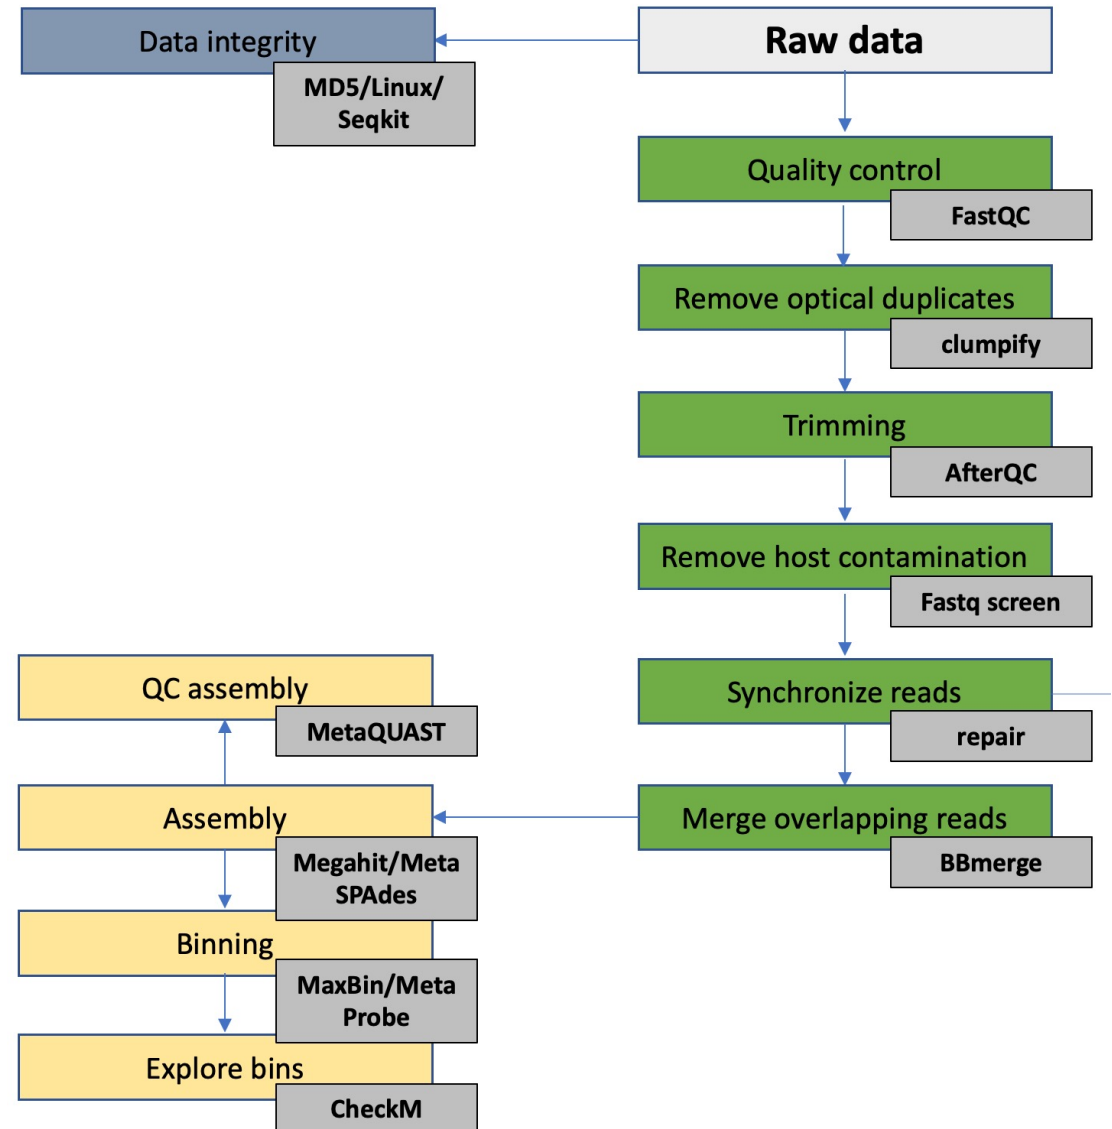 Data integrity
MD5/Linux/
Seqkit
Raw data
Quality control
FastQC
Remove optical duplicates
clumpify
Trimming
AfterQC
Remove host contamination
Fastq screen
Synchronize reads
repair
Merge overlapping reads
BBmerge
QC assembly
MetaQUAST
Assembly
Megahit/Meta
SPAdes
Binning
MaxBin/Meta
Probe
Explore bins
CheckM